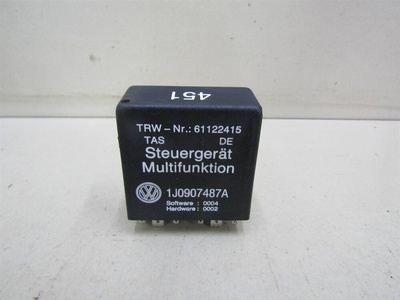 451
TRW-Nr.: 61122415
TAS DE
Steuergerät
Multifunktion
1J0907487A
Software : 0004
Hardware : 0002